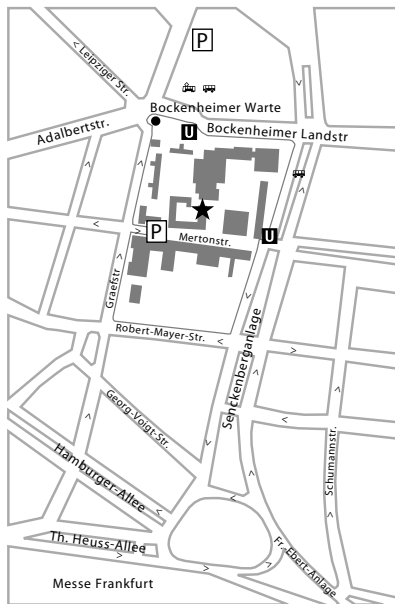 Leipziger Str.
P
Bockenheimer Warte
Adalbertstr.
U
Bockenheimer Landstr
P
Mertonstr.
U
Graefstr
Robert-Mayer-Str.
Senckenberganlage
Georg-Voigt-Str.
Schumannstr.
Hamburger-Allee
Th. Heuss-Allee
Fr. Ebert-Anlage
Messe Frankfurt